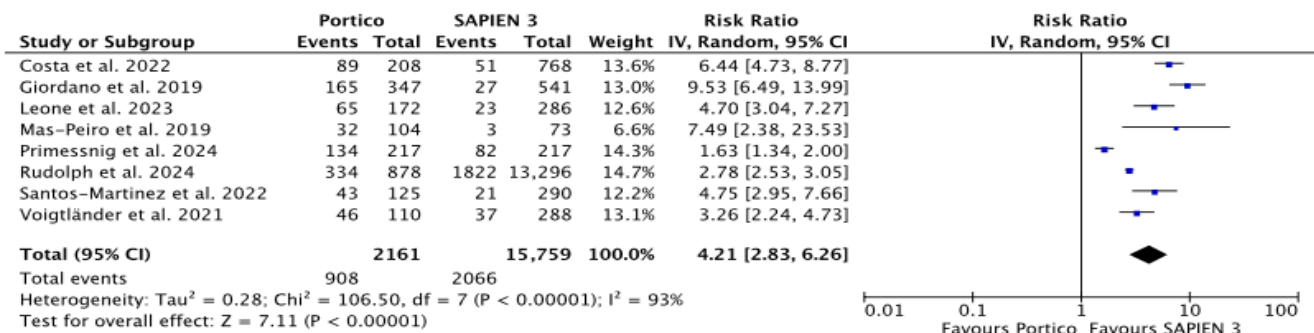 Portico SAPIEN 3 Risk Ratio Risk Ratio
Study or Subgroup Events Total Events Total Weight IV, Random, 95% CI IV, Random, 95% CI
Costa et al. 2022 89 208 51 768 13.6% 6.44 [4.73, 8.77]
Giordano et al. 2019 165 347 27 541 13.0% 9.53 [6.49, 13.99]
Leone et al. 2023 65 172 23 286 12.6% 4.70 [3.04, 7.27]
Mas-Peiro et al. 2019 32 104 3 73 6.6% 7.49 [2.38, 23.53]
Primessnig et al. 2024 134 217 82 217 14.3% 1.63 [1.34, 2.00]
Rudolph et al. 2024 334 878 1822 13,296 14.7% 2.78 [2.53, 3.05]
Santos-Martinez et al. 2022 43 125 21 290 12.2% 4.75 [2.95, 7.66]
Voigtländer et al. 2021 46 110 37 288 13.1% 3.26 [2.24, 4.73]
Total (95% CI) 2161 15,759 100.0% 4.21 [2.83, 6.26]
Total events 908 2066
Heterogeneity: Tau² = 0.28; Chi² = 106.50, df = 7 (P < 0.00001); I² = 93%
Test for overall effect: Z = 7.11 (P < 0.00001)
0.01 0.1 1 10 100
Favours Portico Favours SAPIEN 3